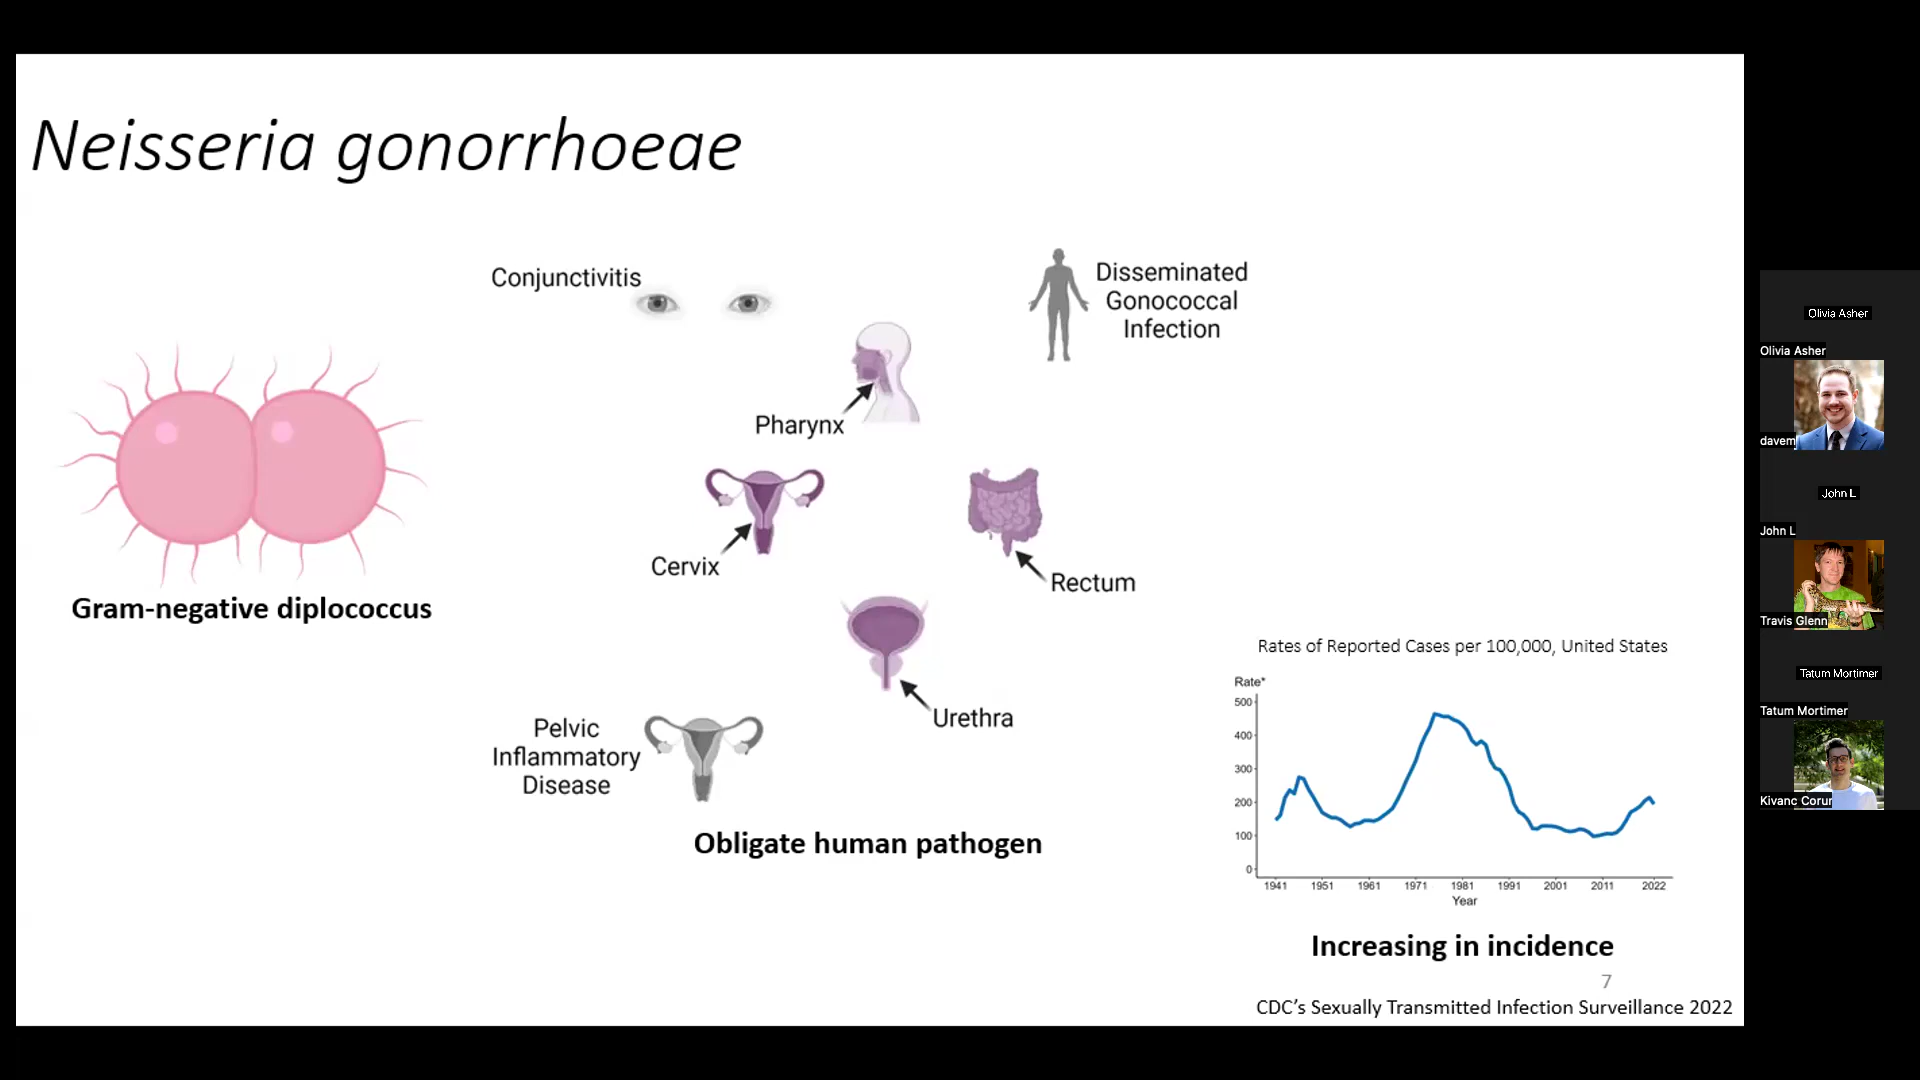 Neisseria gonorrhoeae
Conjunctivitis
Disseminated
Gonococcal
Infection
Pharynx
Cervix
Rectum
Gram-negative diplococcus
Urethra
Pelvic
Inflammatory
Disease
Obligate human pathogen
Rates of Reported Cases per 100,000, United States
Rate*
500
400
300
200
100
0
1941 1951 1961 1971 1981 1991 2001 2011 2022
Year
Increasing in incidence
7
CDC's Sexually Transmitted Infection Surveillance 2022
Olivia Asher
Olivia Asher
davem
John L
John L
Travis Glenn
Tatum Mortimer
Tatum Mortimer
Kivanc Corur